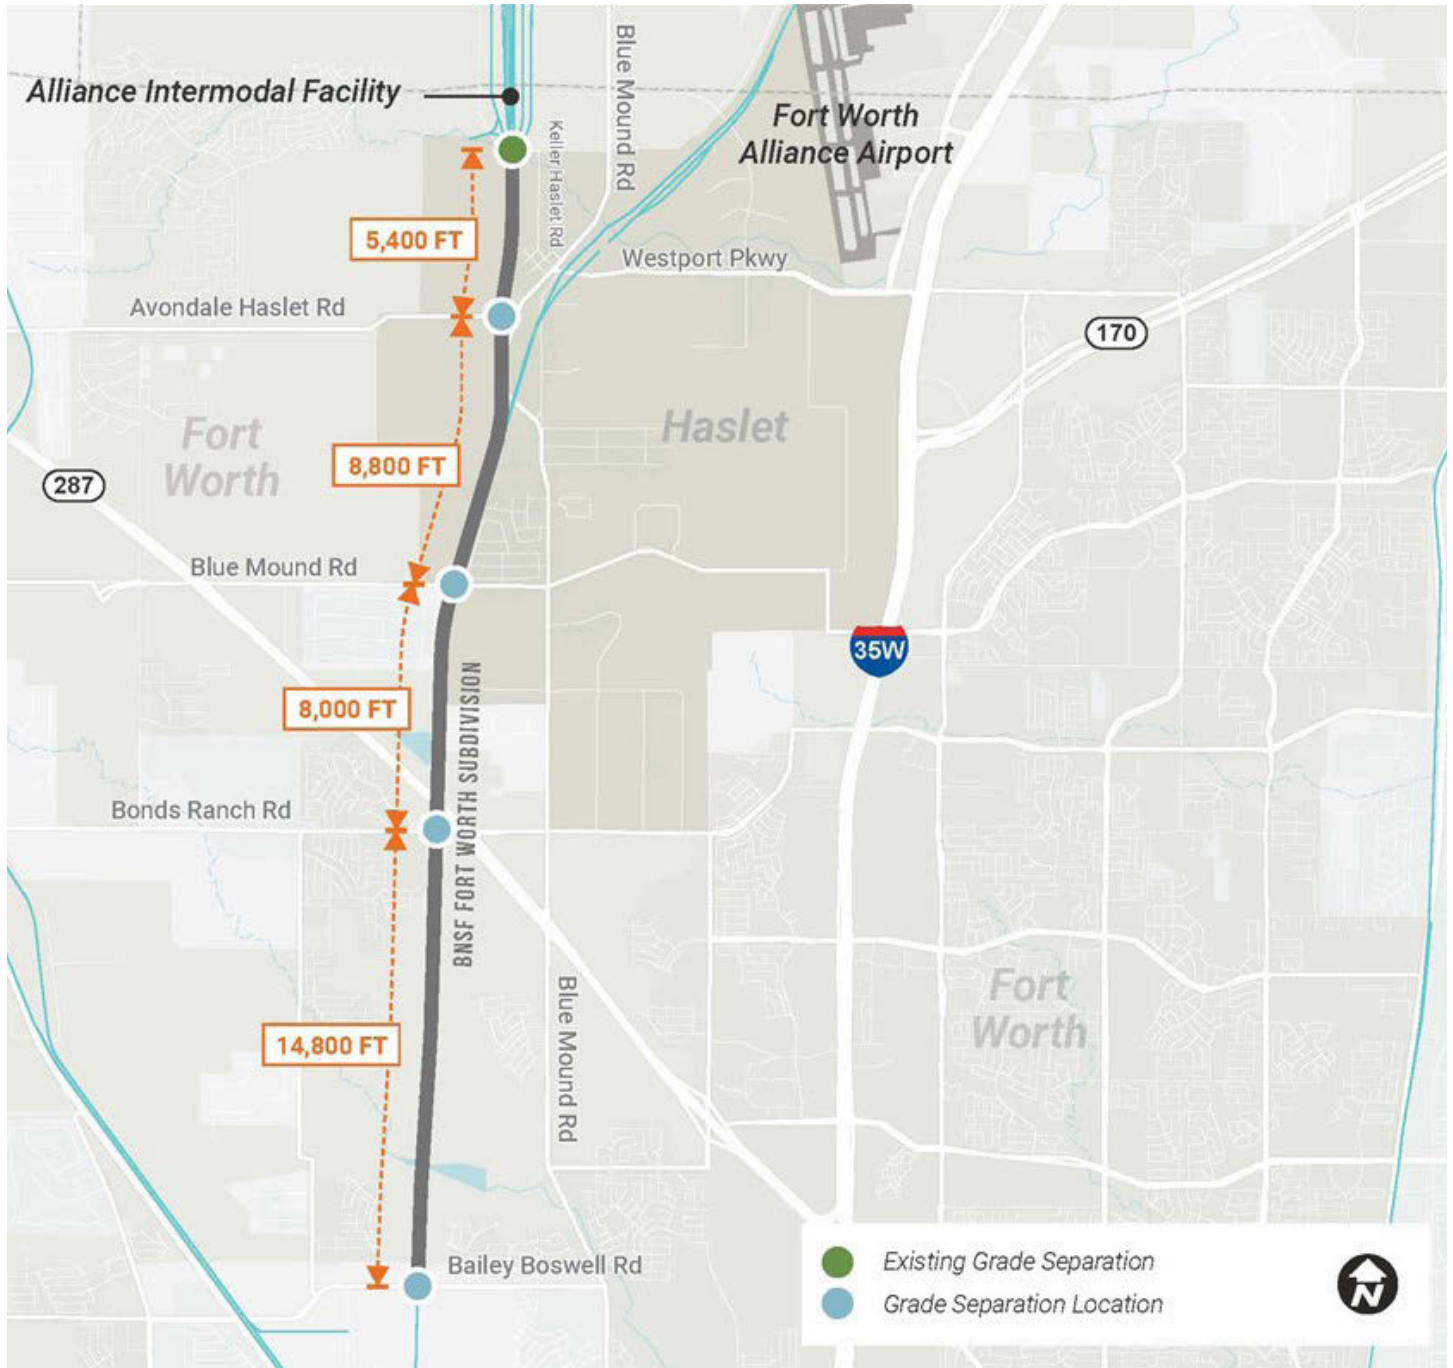 Alliance Intermodal Facility
Blue Mound Rd
Keller Haslet Rd
Fort Worth
Alliance Airport
5,400 FT
Westport Pkwy
Avondale Haslet Rd
170
Fort
Worth
Haslet
8,800 FT
287
Blue Mound Rd
35W
8,000 FT
BNSF FORT WORTH SUBDIVISION
Bonds Ranch Rd
Fort
Worth
Blue Mound Rd
14,800 FT
Bailey Boswell Rd
Existing Grade Separation
Grade Separation Location
N